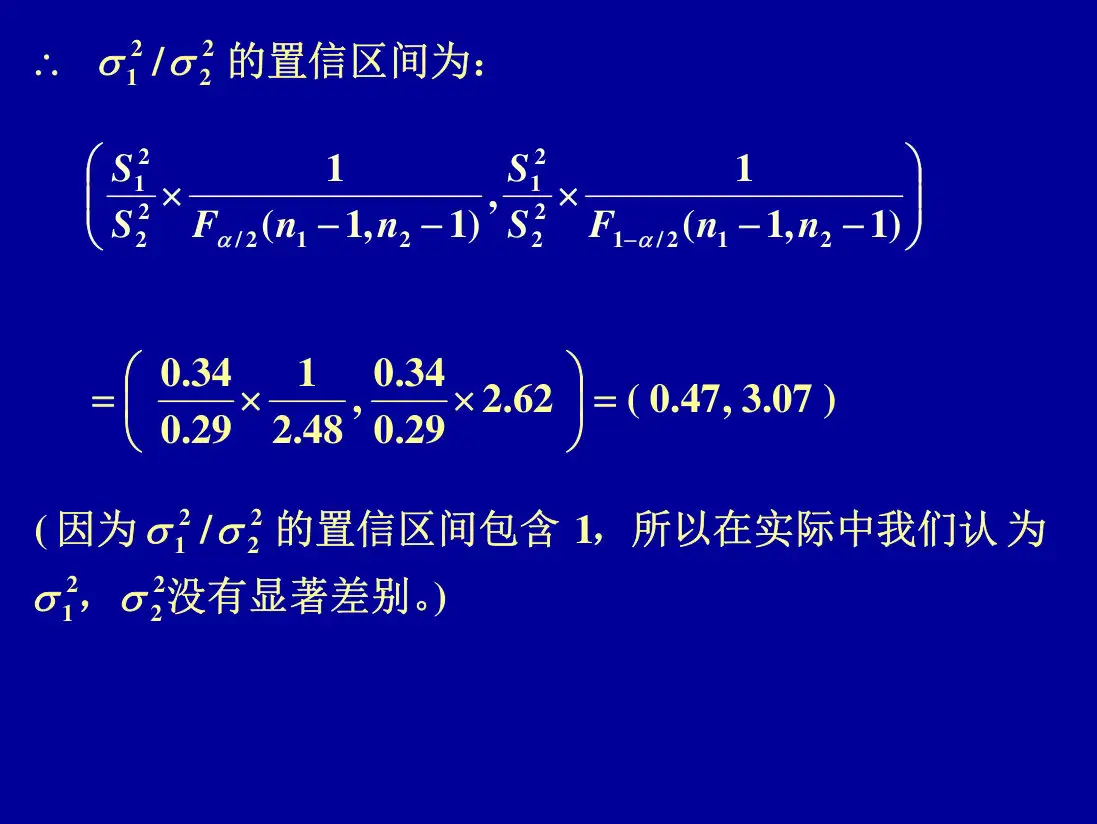 ∴ σ₁²/σ₂² 的置信区间为：
( S₁²/S₂² × 1/F_{α/2}(n₁−1,n₂−1) , S₁²/S₂² × 1/F_{1−α/2}(n₁−1,n₂−1) )
= ( 0.34/0.29 × 1/2.48 , 0.34/0.29 × 2.62 ) = ( 0.47, 3.07 )
( 因为 σ₁²/σ₂² 的置信区间包含 1，所以在实际中我们认为
σ₁²，σ₂²没有显著差别。)